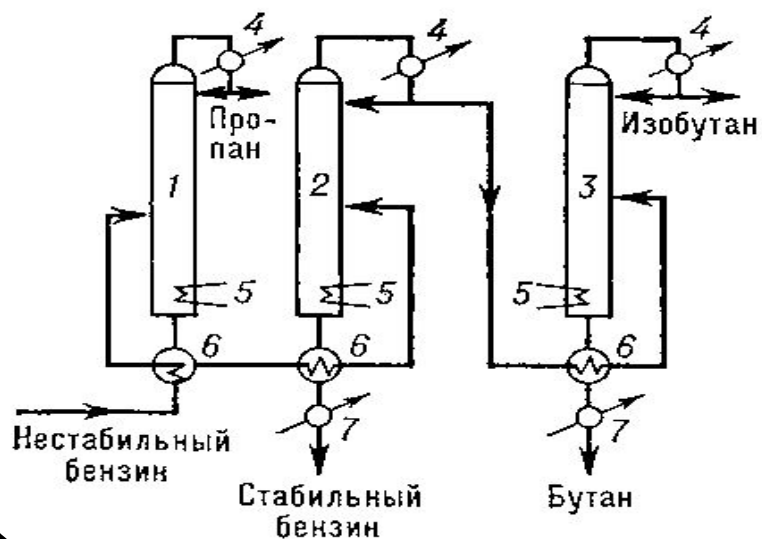 4
4
4
Про-
пан
Изобутан
1
2
3
5
5
5
6
6
6
7
7
Нестабильный
бензин
Стабильный
бензин
Бутан